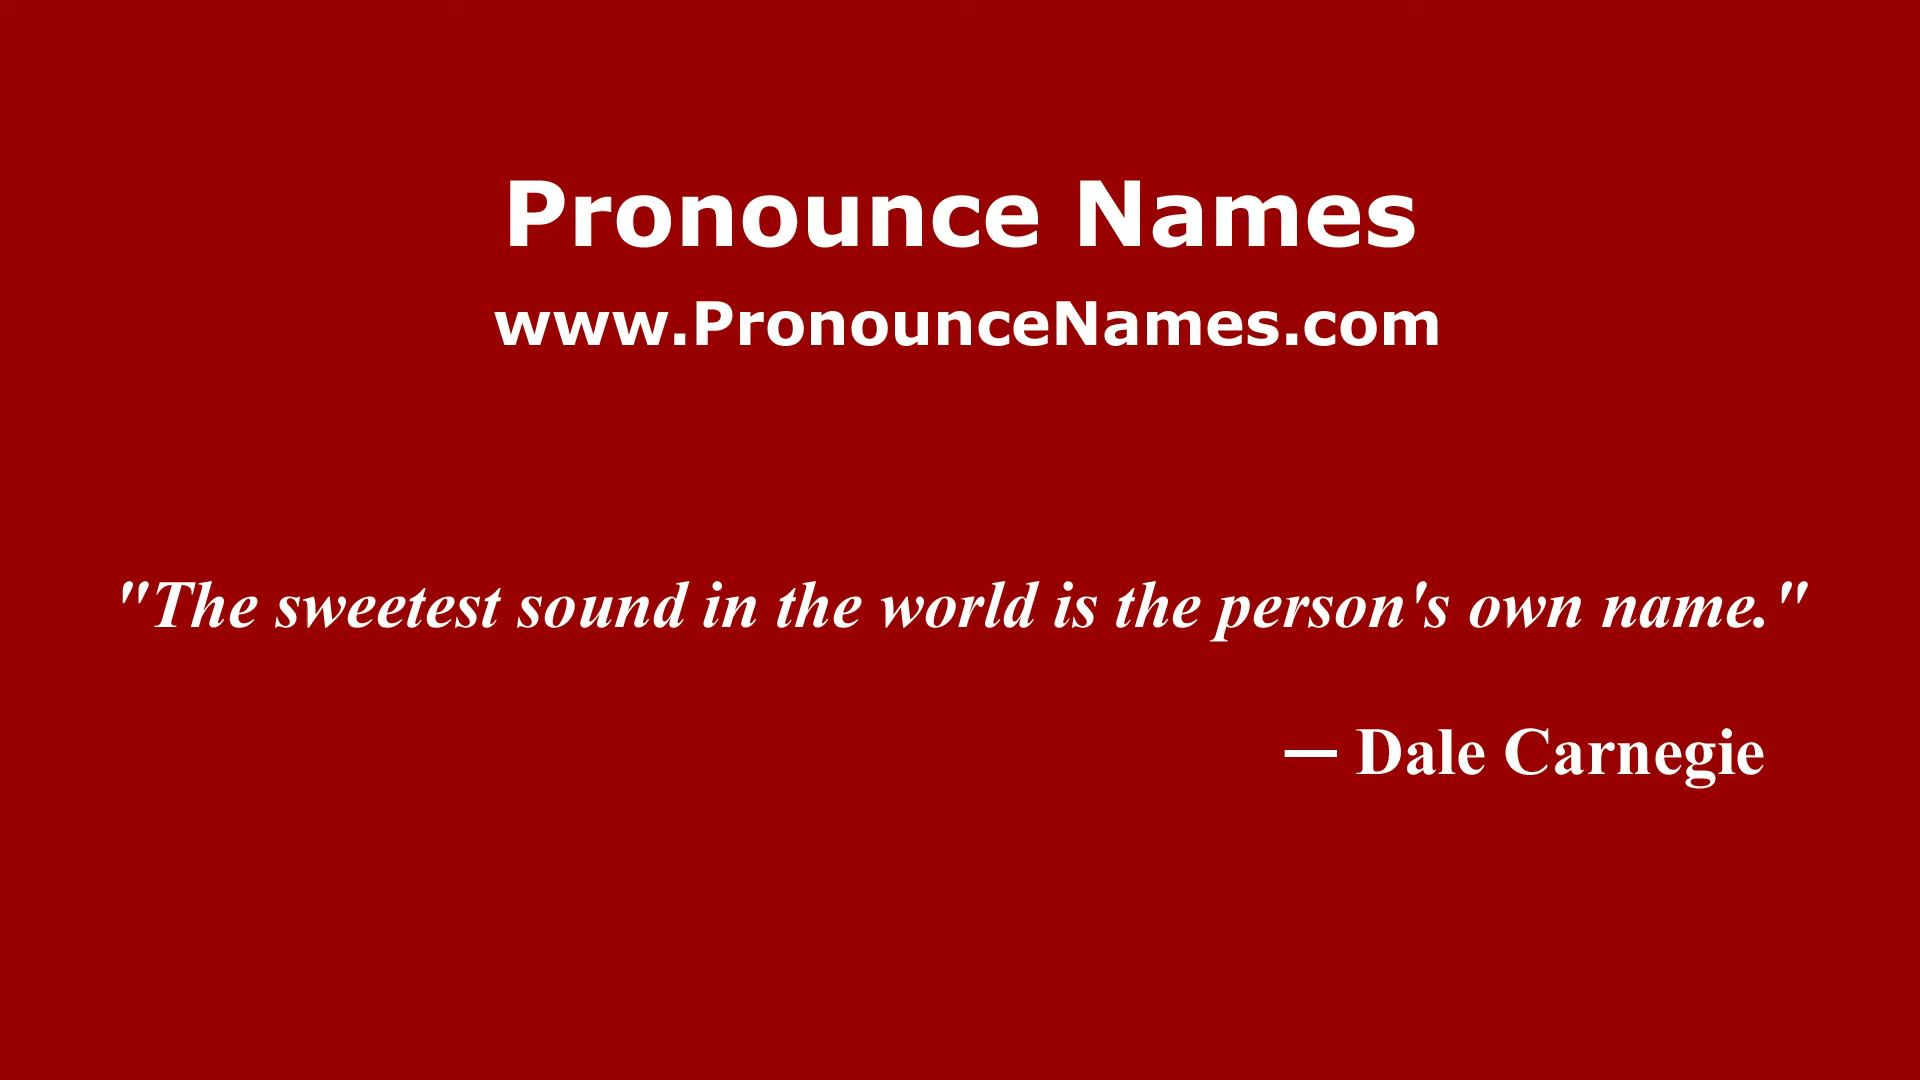 Pronounce Names
www.PronounceNames.com
"The sweetest sound in the world is the person's own name."
— Dale Carnegie